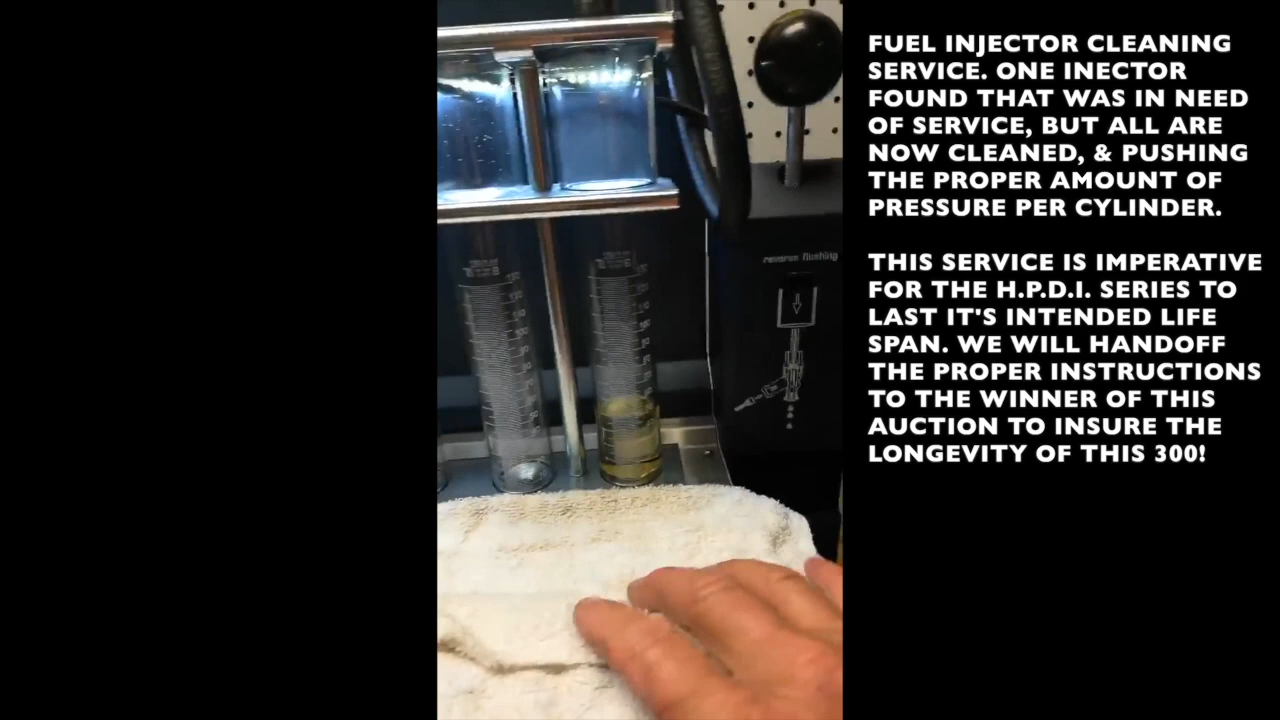 FUEL INJECTOR CLEANING
SERVICE. ONE INECTOR
FOUND THAT WAS IN NEED
OF SERVICE, BUT ALL ARE
NOW CLEANED, & PUSHING
THE PROPER AMOUNT OF
PRESSURE PER CYLINDER.
THIS SERVICE IS IMPERATIVE
FOR THE H.P.D.I. SERIES TO
LAST IT'S INTENDED LIFE
SPAN. WE WILL HANDOFF
THE PROPER INSTRUCTIONS
TO THE WINNER OF THIS
AUCTION TO INSURE THE
LONGEVITY OF THIS 300!
reverse flushing